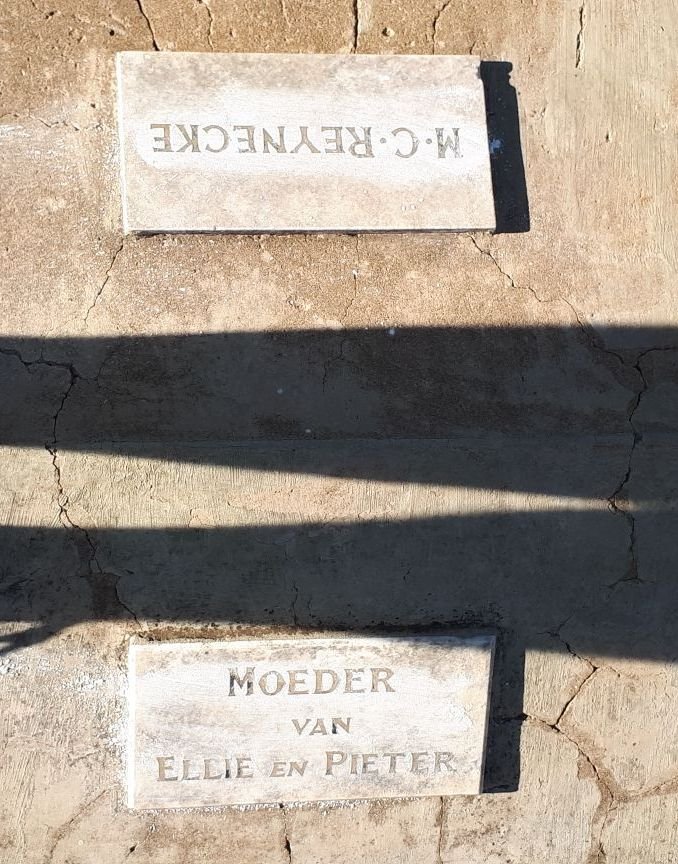 M·C·REYNECKE
MOEDER
VAN
ELLIE EN PIETER